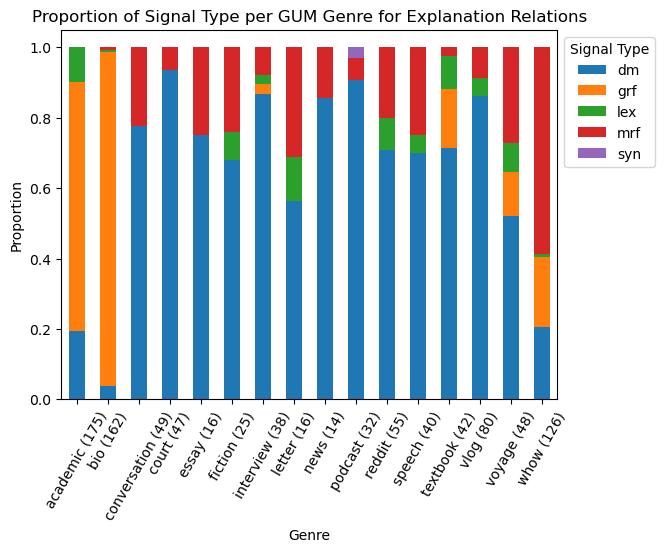 Proportion of Signal Type per GUM Genre for Explanation Relations
Signal Type
dm
grf
lex
mrf
syn
Proportion
1.0
0.8
0.6
0.4
0.2
0.0
academic (175)
bio (162)
conversation (49)
court (47)
essay (16)
fiction (25)
interview (38)
letter (16)
news (14)
podcast (32)
reddit (55)
speech (40)
textbook (42)
vlog (80)
voyage (48)
whow (126)
Genre